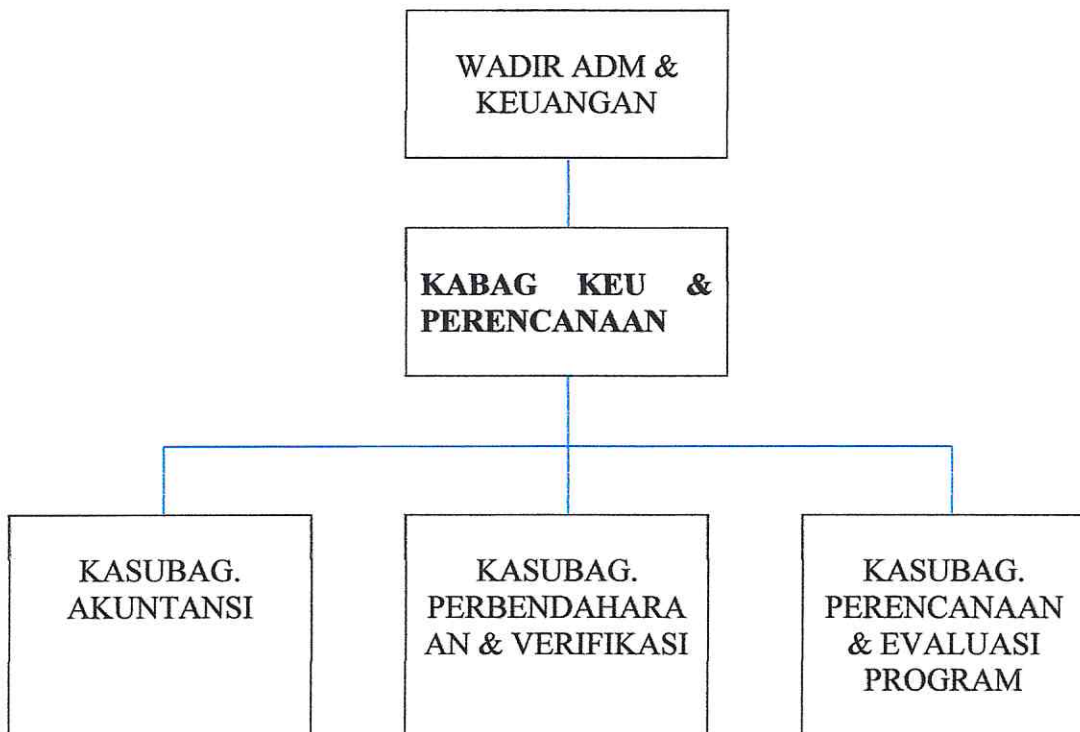 WADIR ADM &
KEUANGAN
KABAG KEU &
PERENCANAAN
KASUBAG.
AKUNTANSI
KASUBAG.
PERBENDAHARA
AN & VERIFIKASI
KASUBAG.
PERENCANAAN
& EVALUASI
PROGRAM